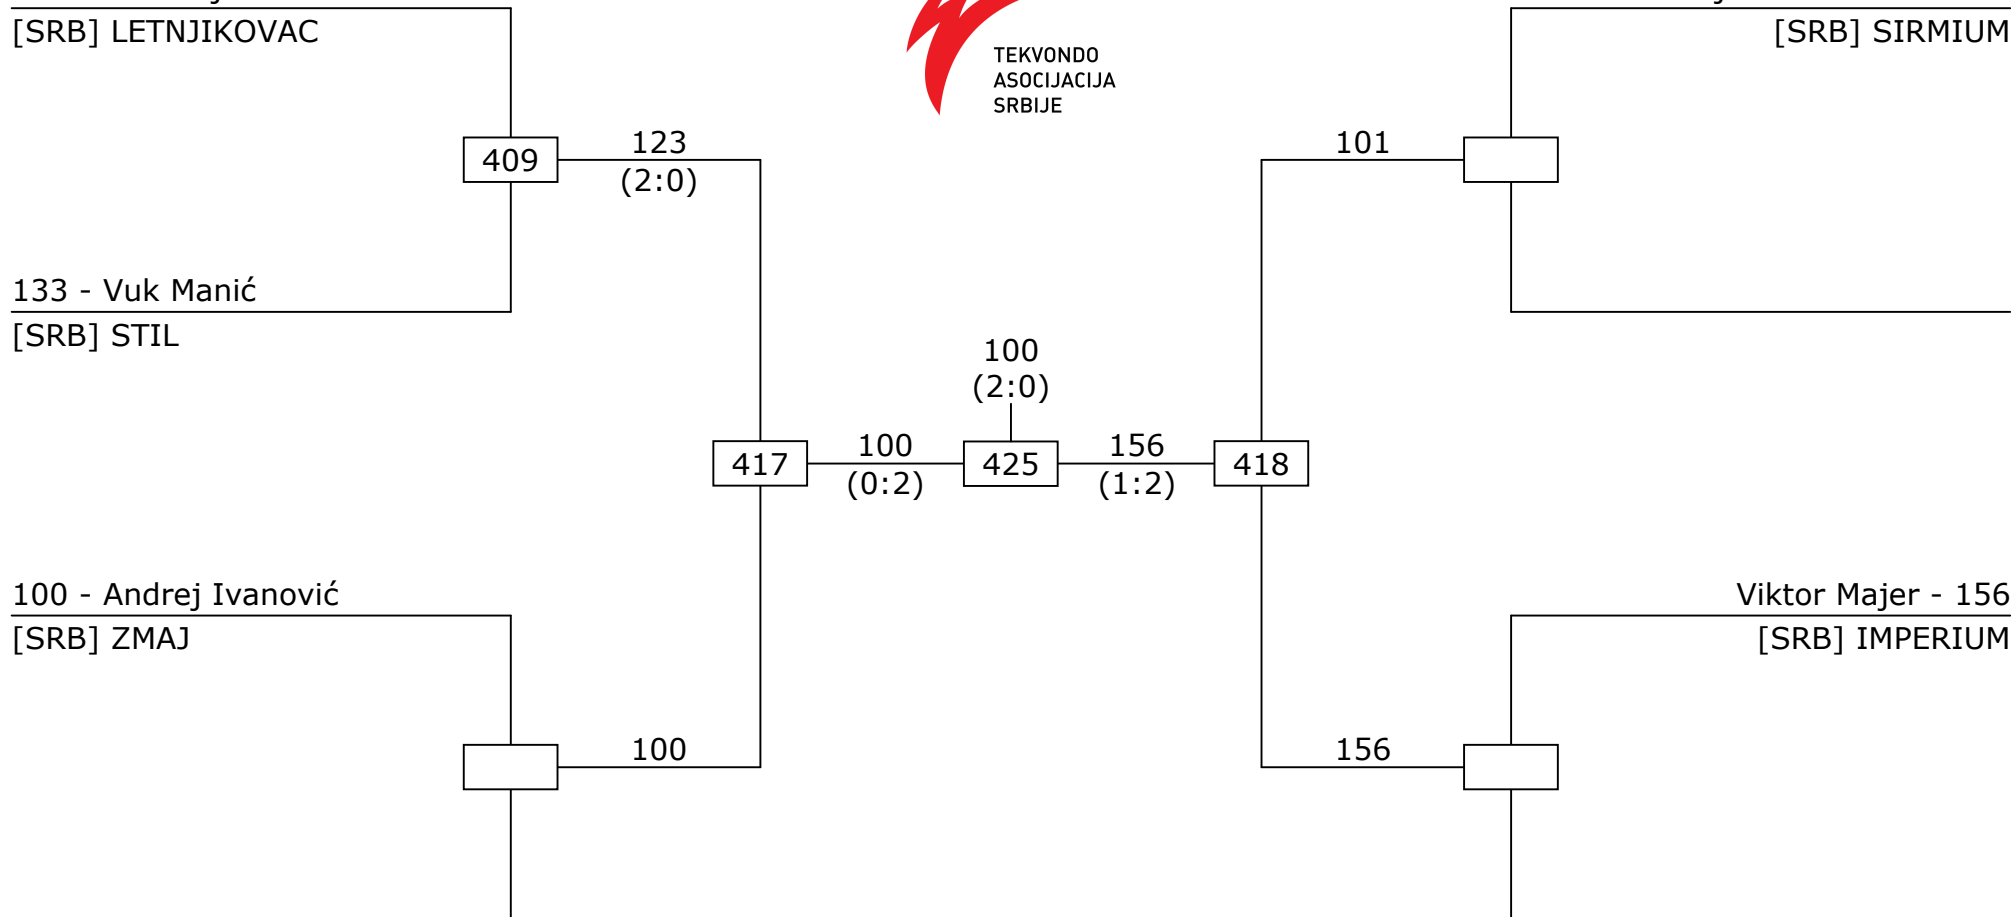 [SRB] LETNJIKOVAC
[SRB] SIRMIUM
TEKVONDO
ASOCIJACIJA
SRBIJE
409
123
(2:0)
101
133 - Vuk Manić
[SRB] STIL
100
(2:0)
417
100
(0:2)
425
156
(1:2)
418
100 - Andrej Ivanović
[SRB] ZMAJ
Viktor Majer - 156
[SRB] IMPERIUM
100
156